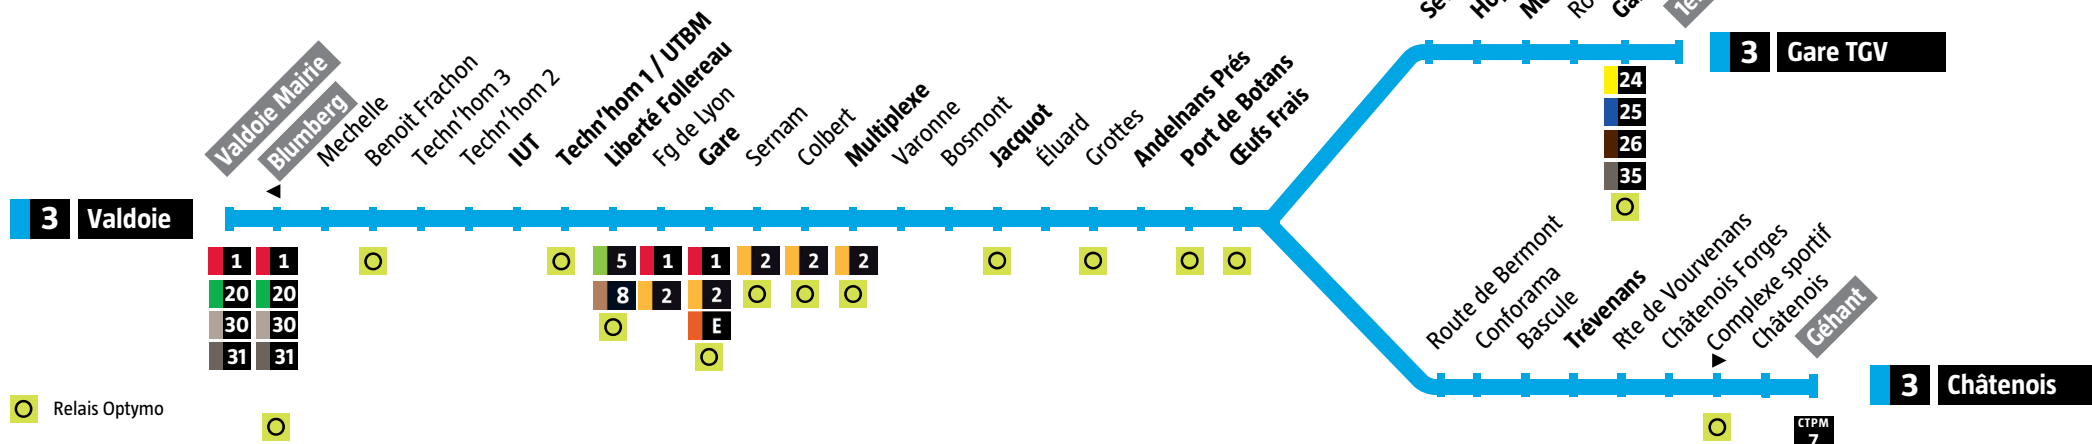 3 Valdoie
Valdoie Mairie
Blumberg
Mechelle
Benoit Frachon
Techn'hom 3
Techn'hom 2
IUT
Techn'hom 1 / UTBM
Liberté Follereau
Fg de Lyon
Gare
Sernam
Colbert
Multiplexe
Varonne
Bosmont
Jacquot
Éluard
Grottes
Andelnans Prés
Port de Botans
Œufs Frais
1 1 5 1 1 2 2 2
20 20 8 2 2
30 30 E
31 31
3 Gare TGV
24
25
26
35
Route de Bermont
Conforama
Bascule
Trévenans
Rte de Vourvenans
Châtenois Forges
Complexe sportif
Châtenois
Géhant
3 Châtenois
CTPM
7
Relais Optymo